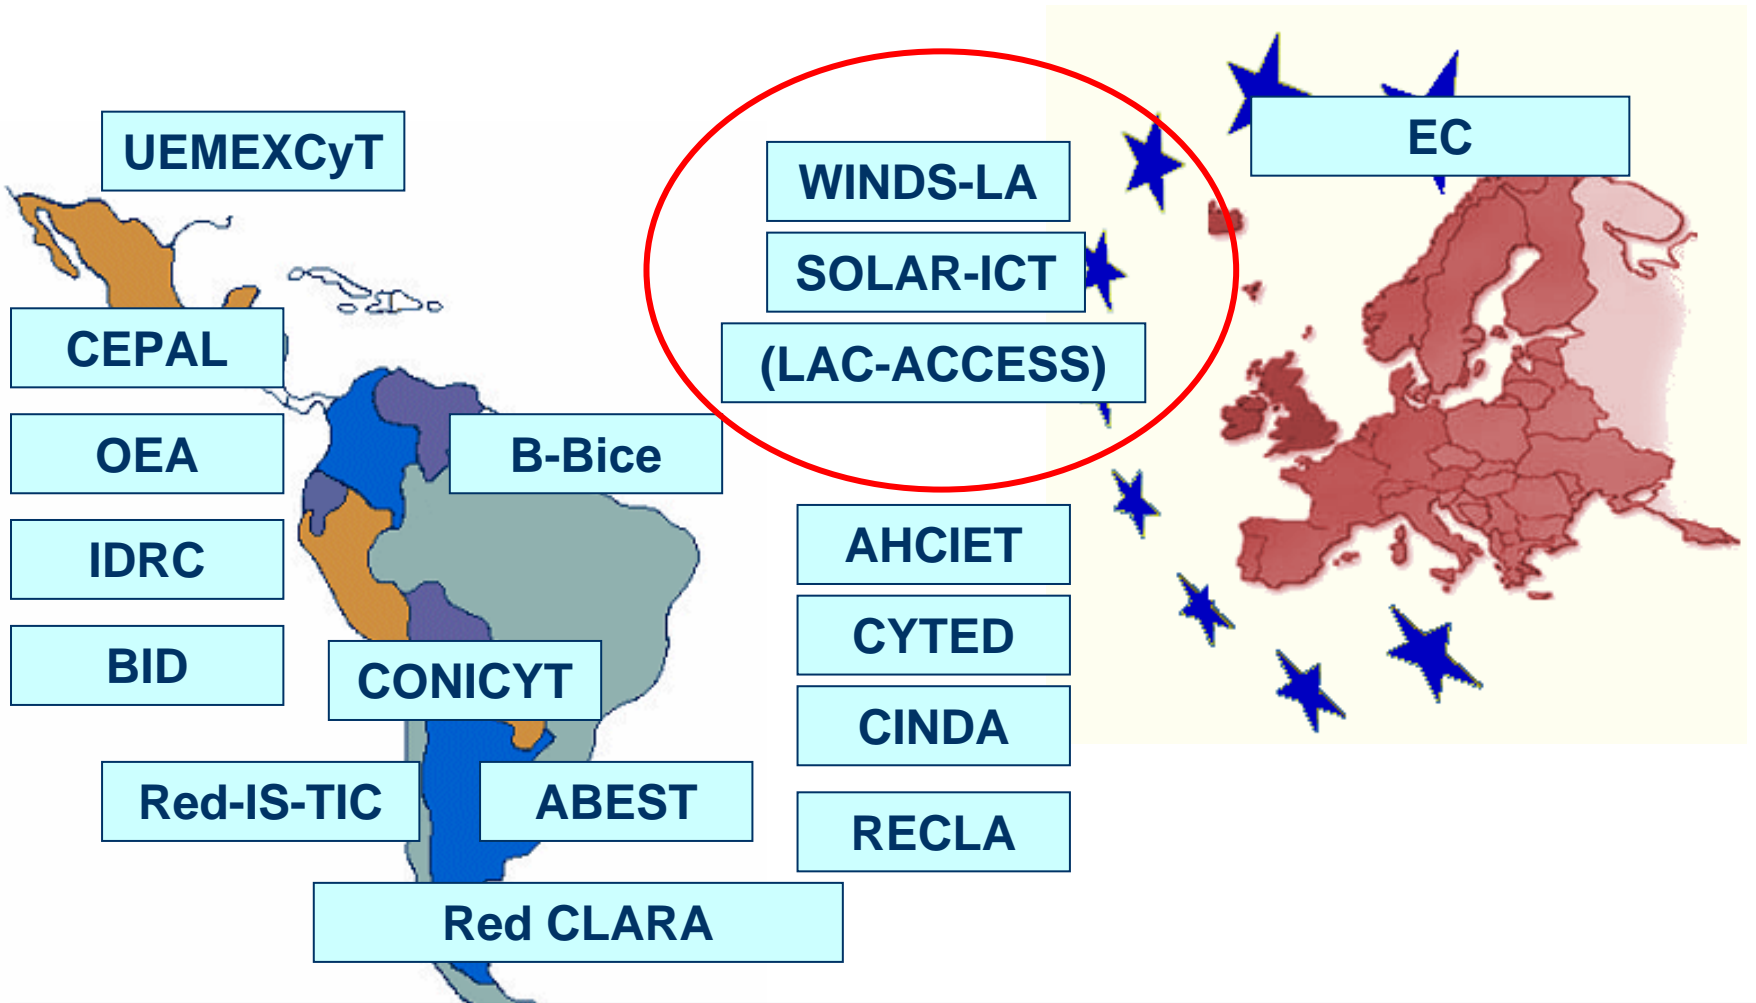 UEMEXCyT
EC
WINDS-LA
SOLAR-ICT
(LAC-ACCESS)
CEPAL
OEA
B-Bice
IDRC
AHCIET
BID
CYTED
CONICYT
CINDA
Red-IS-TIC
ABEST
RECLA
Red CLARA